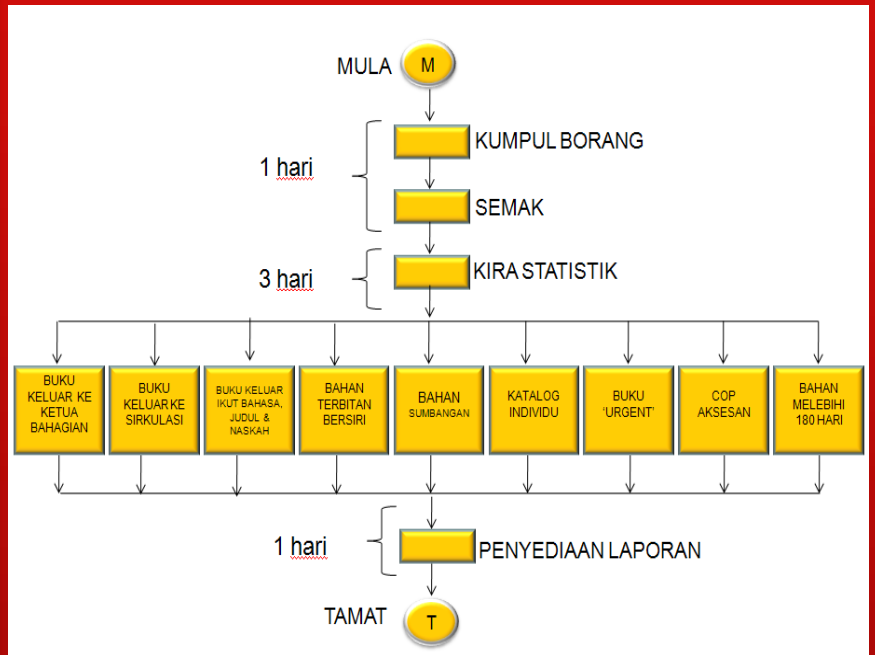 MULA
M
KUMPUL BORANG
1 hari
SEMAK
KIRA STATISTIK
3 hari
BUKU
KELUAR KE
KETUA
BAHAGIAN
BUKU
KELUAR KE
SIRKULASI
BUKU KELUAR
IKUT BAHASA,
JUDUL &
NASKAH
BAHAN
TERBITAN
BERSIRI
BAHAN
SUMBANGAN
KATALOG
INDIVIDU
BUKU
‘URGENT’
COP
AKSESAN
BAHAN
MELEBIHI
180 HARI
1 hari
PENYEDIAAN LAPORAN
TAMAT
T